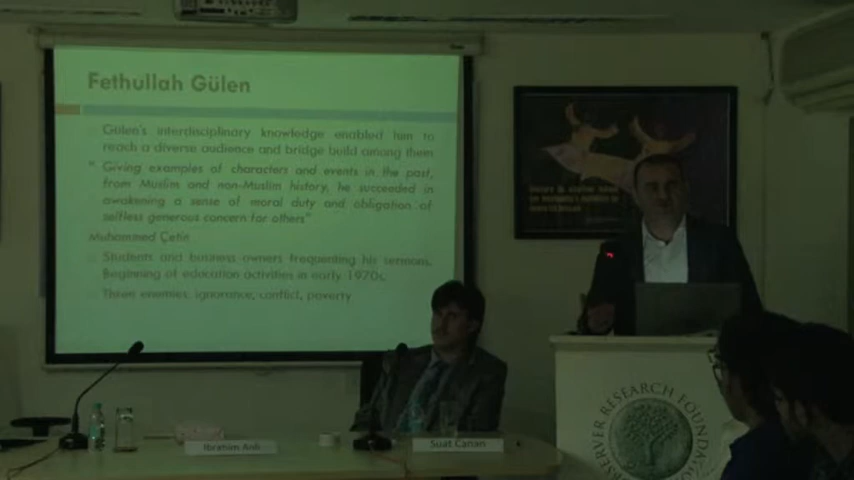 Fethullah Gülen
Gülen's interdisciplinary knowledge enabled him to
reach a diverse audience and bridge build among them
" Giving examples of characters and events in the past,
from Muslim and non-Muslim history, he succeeded in
awakening a sense of moral duty and obligation of
selfless generous concern for others"
Muhammed Çetin
Students and business owners frequenting his sermons.
Beginning of education activities in early 1970s.
Three enemies: ignorance, conflict, poverty
Ibrahim Anli
Suat Canan
SERVER RESEARCH FOUNDATION